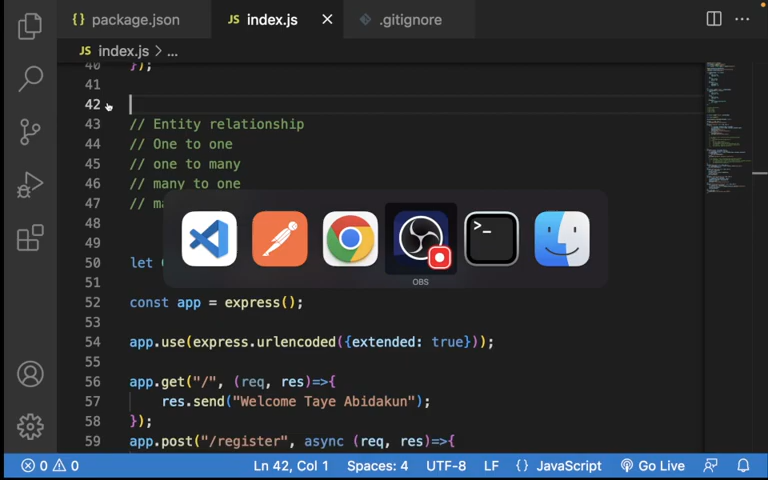 {} package.json JS index.js × .gitignore ...
JS index.js > ...
40 });
41
42
43 // Entity relationship
44 // One to one
45 // one to many
46 // many to one
47 // ma
48
49
50 let
51
52 const app = express();
53
54 app.use(express.urlencoded({extended: true}));
55
56 app.get("/", (req, res)=>{
57 res.send("Welcome Taye Abidakun");
58 });
59 app.post("/register", async (req, res)=>{
OBS
0 0 Ln 42, Col 1 Spaces: 4 UTF-8 LF {} JavaScript Go Live